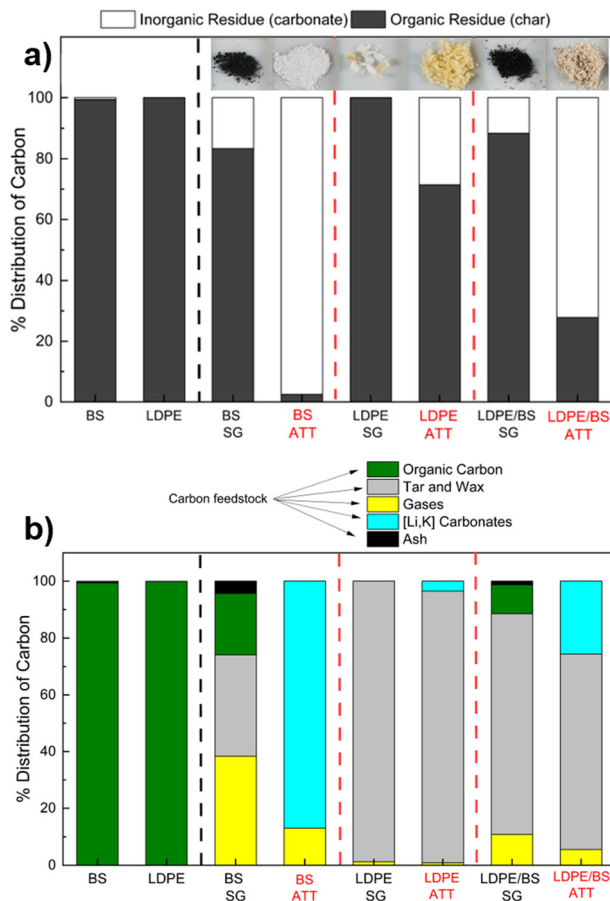 Inorganic Residue (carbonate) Organic Residue (char)
a)
% Distribution of Carbon
100
80
60
40
20
0
BS LDPE BS SG BS ATT LDPE SG LDPE ATT LDPE/BS SG LDPE/BS ATT
Carbon feedstock
Organic Carbon
Tar and Wax
Gases
[Li,K] Carbonates
Ash
b)
% Distribution of Carbon
100
80
60
40
20
0
BS LDPE BS SG BS ATT LDPE SG LDPE ATT LDPE/BS SG LDPE/BS ATT